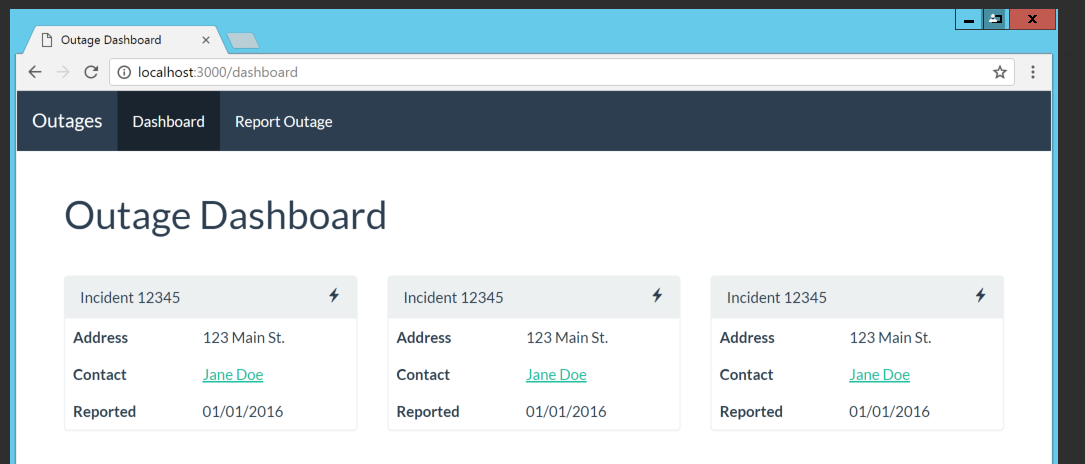 Outage Dashboard
localhost:3000/dashboard
Outages Dashboard Report Outage
Outage Dashboard
Incident 12345
Address 123 Main St.
Contact Jane Doe
Reported 01/01/2016
Incident 12345
Address 123 Main St.
Contact Jane Doe
Reported 01/01/2016
Incident 12345
Address 123 Main St.
Contact Jane Doe
Reported 01/01/2016